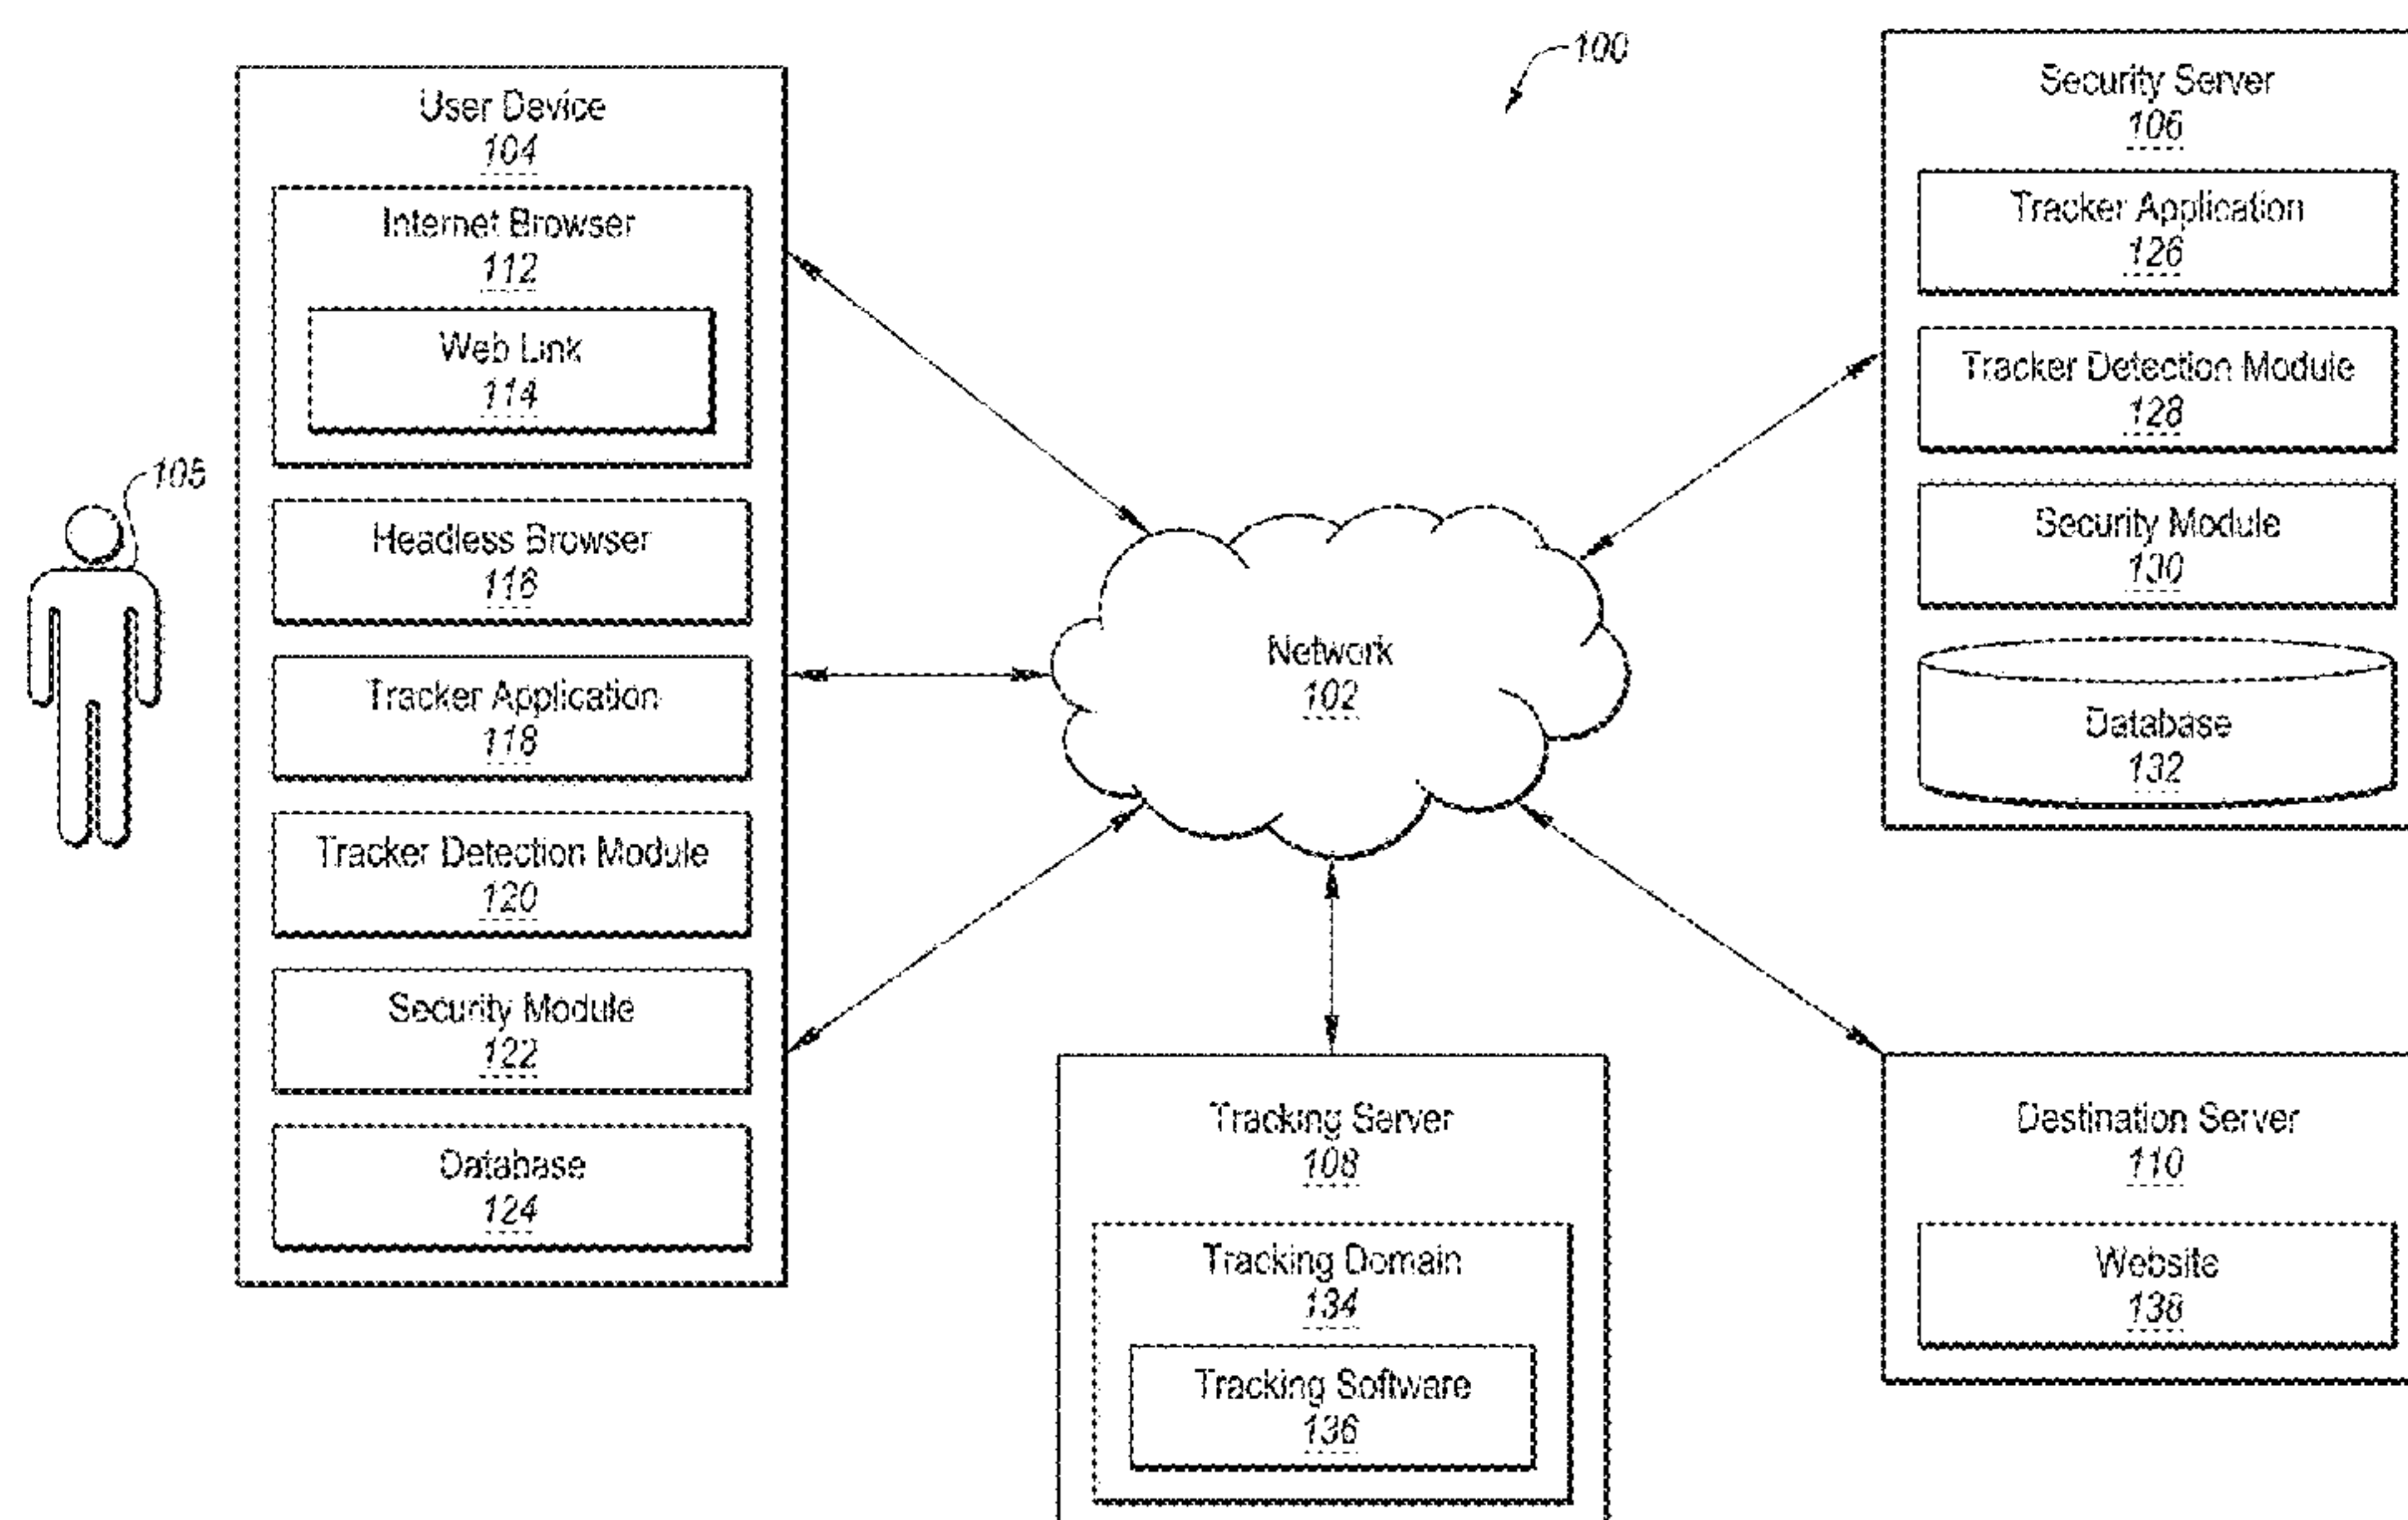 100
User Device
104
Internet Browser
112
Web Link
114
Headless Browser
116
Tracker Application
118
Tracker Detection Module
120
Security Module
122
Database
124
105
Network
102
Security Server
106
Tracker Application
126
Tracker Detection Module
128
Security Module
130
Database
132
Tracking Server
108
Tracking Domain
134
Tracking Software
136
Destination Server
110
Website
138